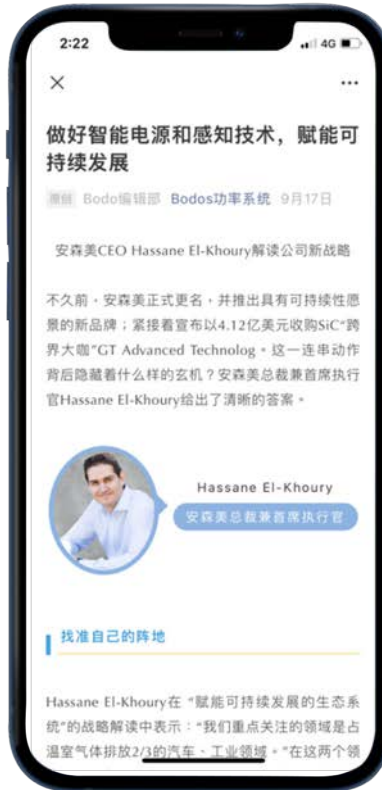 2:22
4G
做好智能电源和感知技术，赋能可
持续发展
原创 Bodo编辑部 Bodos功率系统 9月17日
安森美CEO Hassane El-Khoury解读公司新战略
不久前，安森美正式更名，并推出具有可持续性愿
景的新品牌；紧接着宣布以4.12亿美元收购SiC“跨
界大咖”GT Advanced Technolog。这一连串动作
背后隐藏着什么样的玄机？安森美总裁兼首席执行
官Hassane El-Khoury给出了清晰的答案。
Hassane El-Khoury
安森美总裁兼首席执行官
找准自己的阵地
Hassane El-Khoury在 “赋能可持续发展的生态系
统”的战略解读中表示：“我们重点关注的领域是占
温室气体排放2/3的汽车、工业领域。”在这两个领